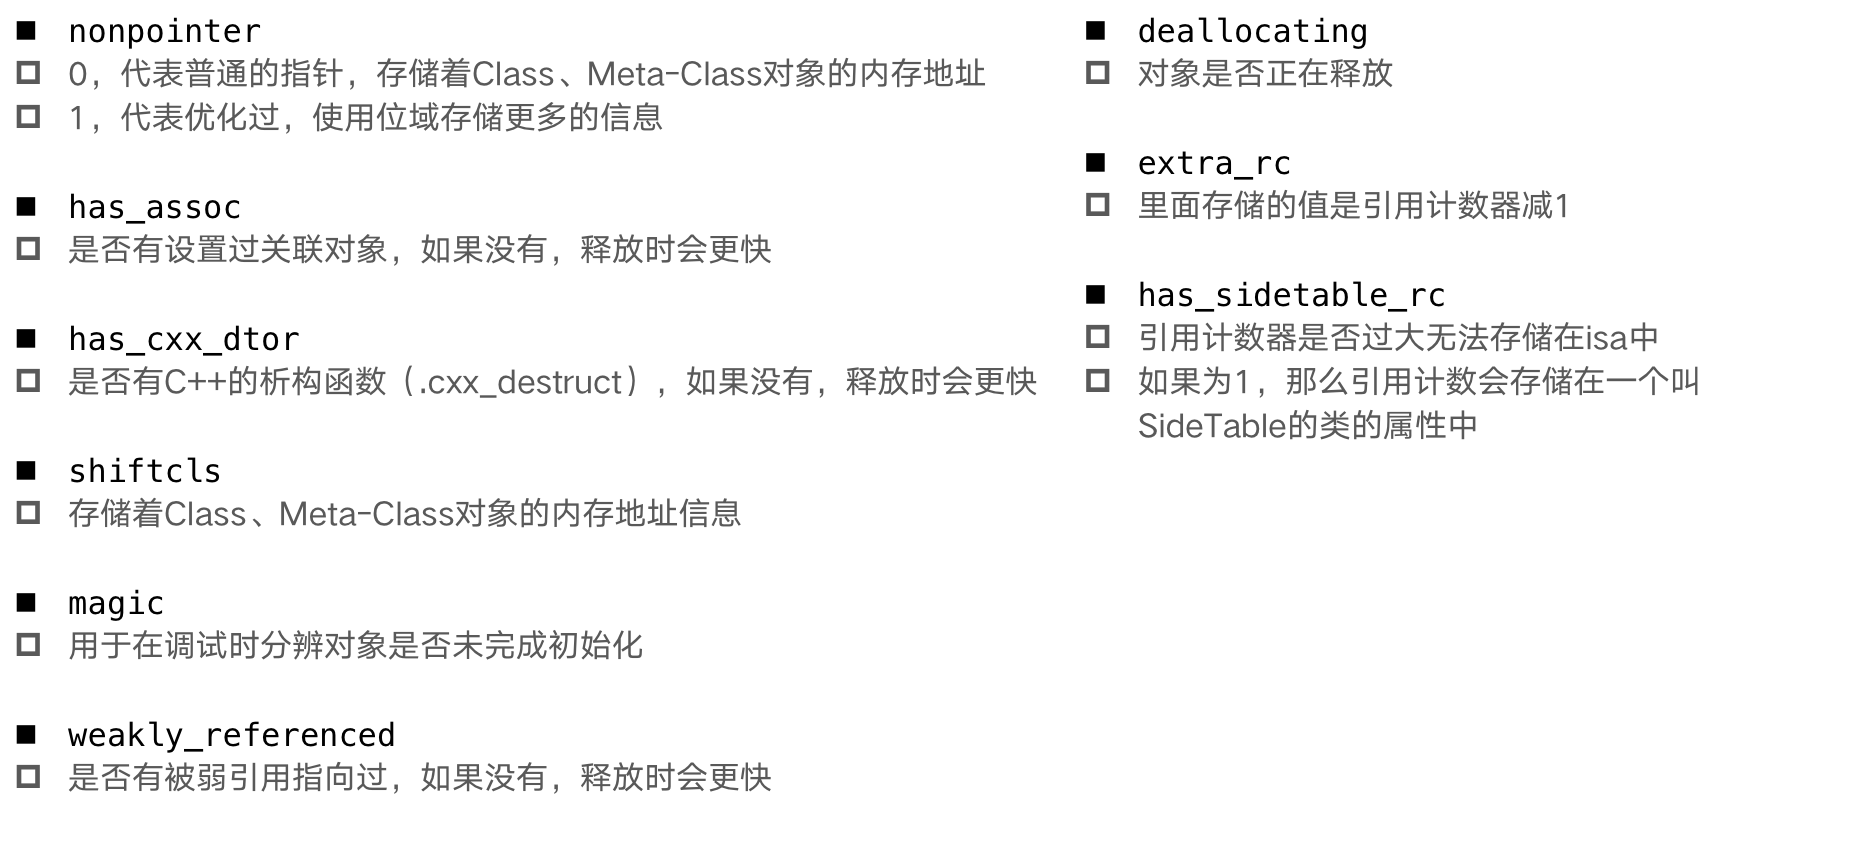 nonpointer
0，代表普通的指针，存储着Class、Meta-Class对象的内存地址
1，代表优化过，使用位域存储更多的信息
has_assoc
是否有设置过关联对象，如果没有，释放时会更快
has_cxx_dtor
是否有C++的析构函数（.cxx_destruct），如果没有，释放时会更快
shiftcls
存储着Class、Meta-Class对象的内存地址信息
magic
用于在调试时分辨对象是否未完成初始化
weakly_referenced
是否有被弱引用指向过，如果没有，释放时会更快
deallocating
对象是否正在释放
extra_rc
里面存储的值是引用计数器减1
has_sidetable_rc
引用计数器是否过大无法存储在isa中
如果为1，那么引用计数会存储在一个叫
SideTable的类的属性中